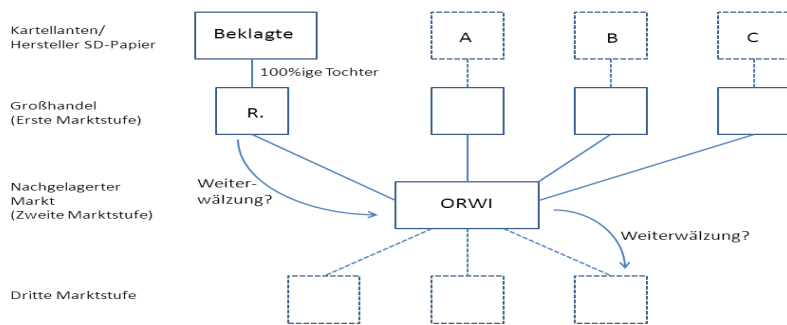 Kartellanten/
Hersteller SD-Papier
Beklagte
A
B
C
100%ige Tochter
Großhandel
(Erste Marktstufe)
R.
Weiter-
wälzung?
Nachgelagerter
Markt
(Zweite Marktstufe)
ORWI
Weiterwälzung?
Dritte Marktstufe